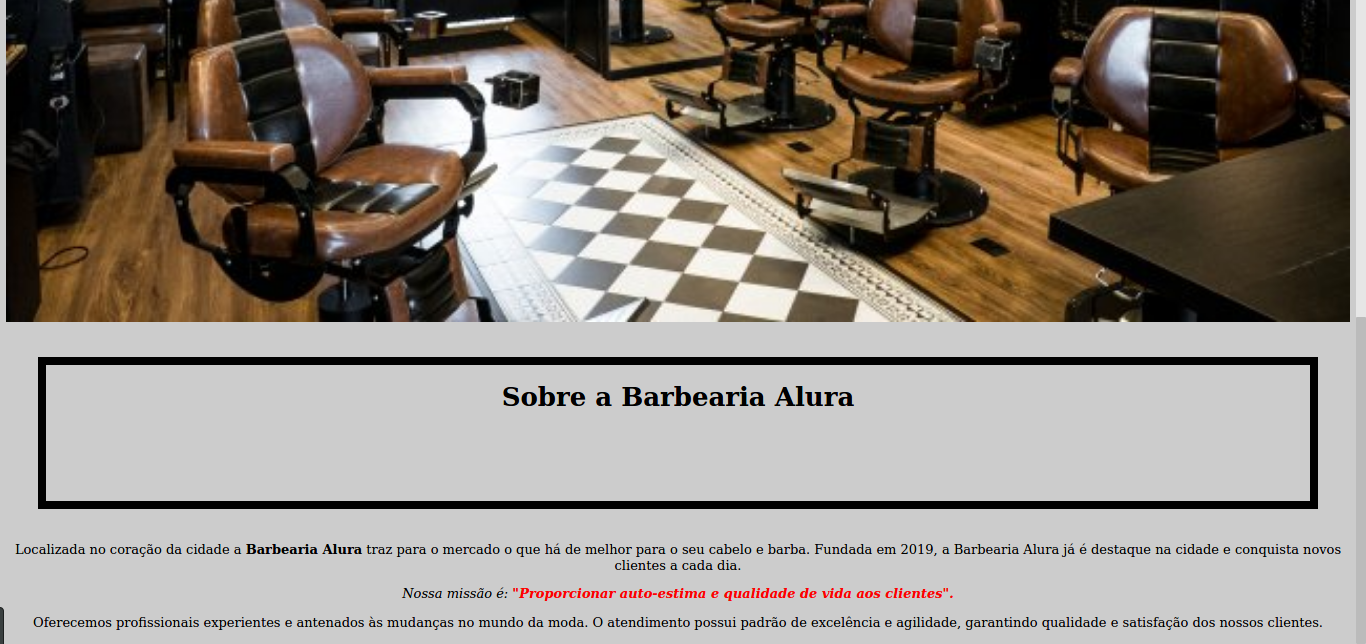 Sobre a Barbearia Alura
Localizada no coração da cidade a Barbearia Alura traz para o mercado o que há de melhor para o seu cabelo e barba. Fundada em 2019, a Barbearia Alura já é destaque na cidade e conquista novos
clientes a cada dia.
Nossa missão é: "Proporcionar auto-estima e qualidade de vida aos clientes".
Oferecemos profissionais experientes e antenados às mudanças no mundo da moda. O atendimento possui padrão de excelência e agilidade, garantindo qualidade e satisfação dos nossos clientes.